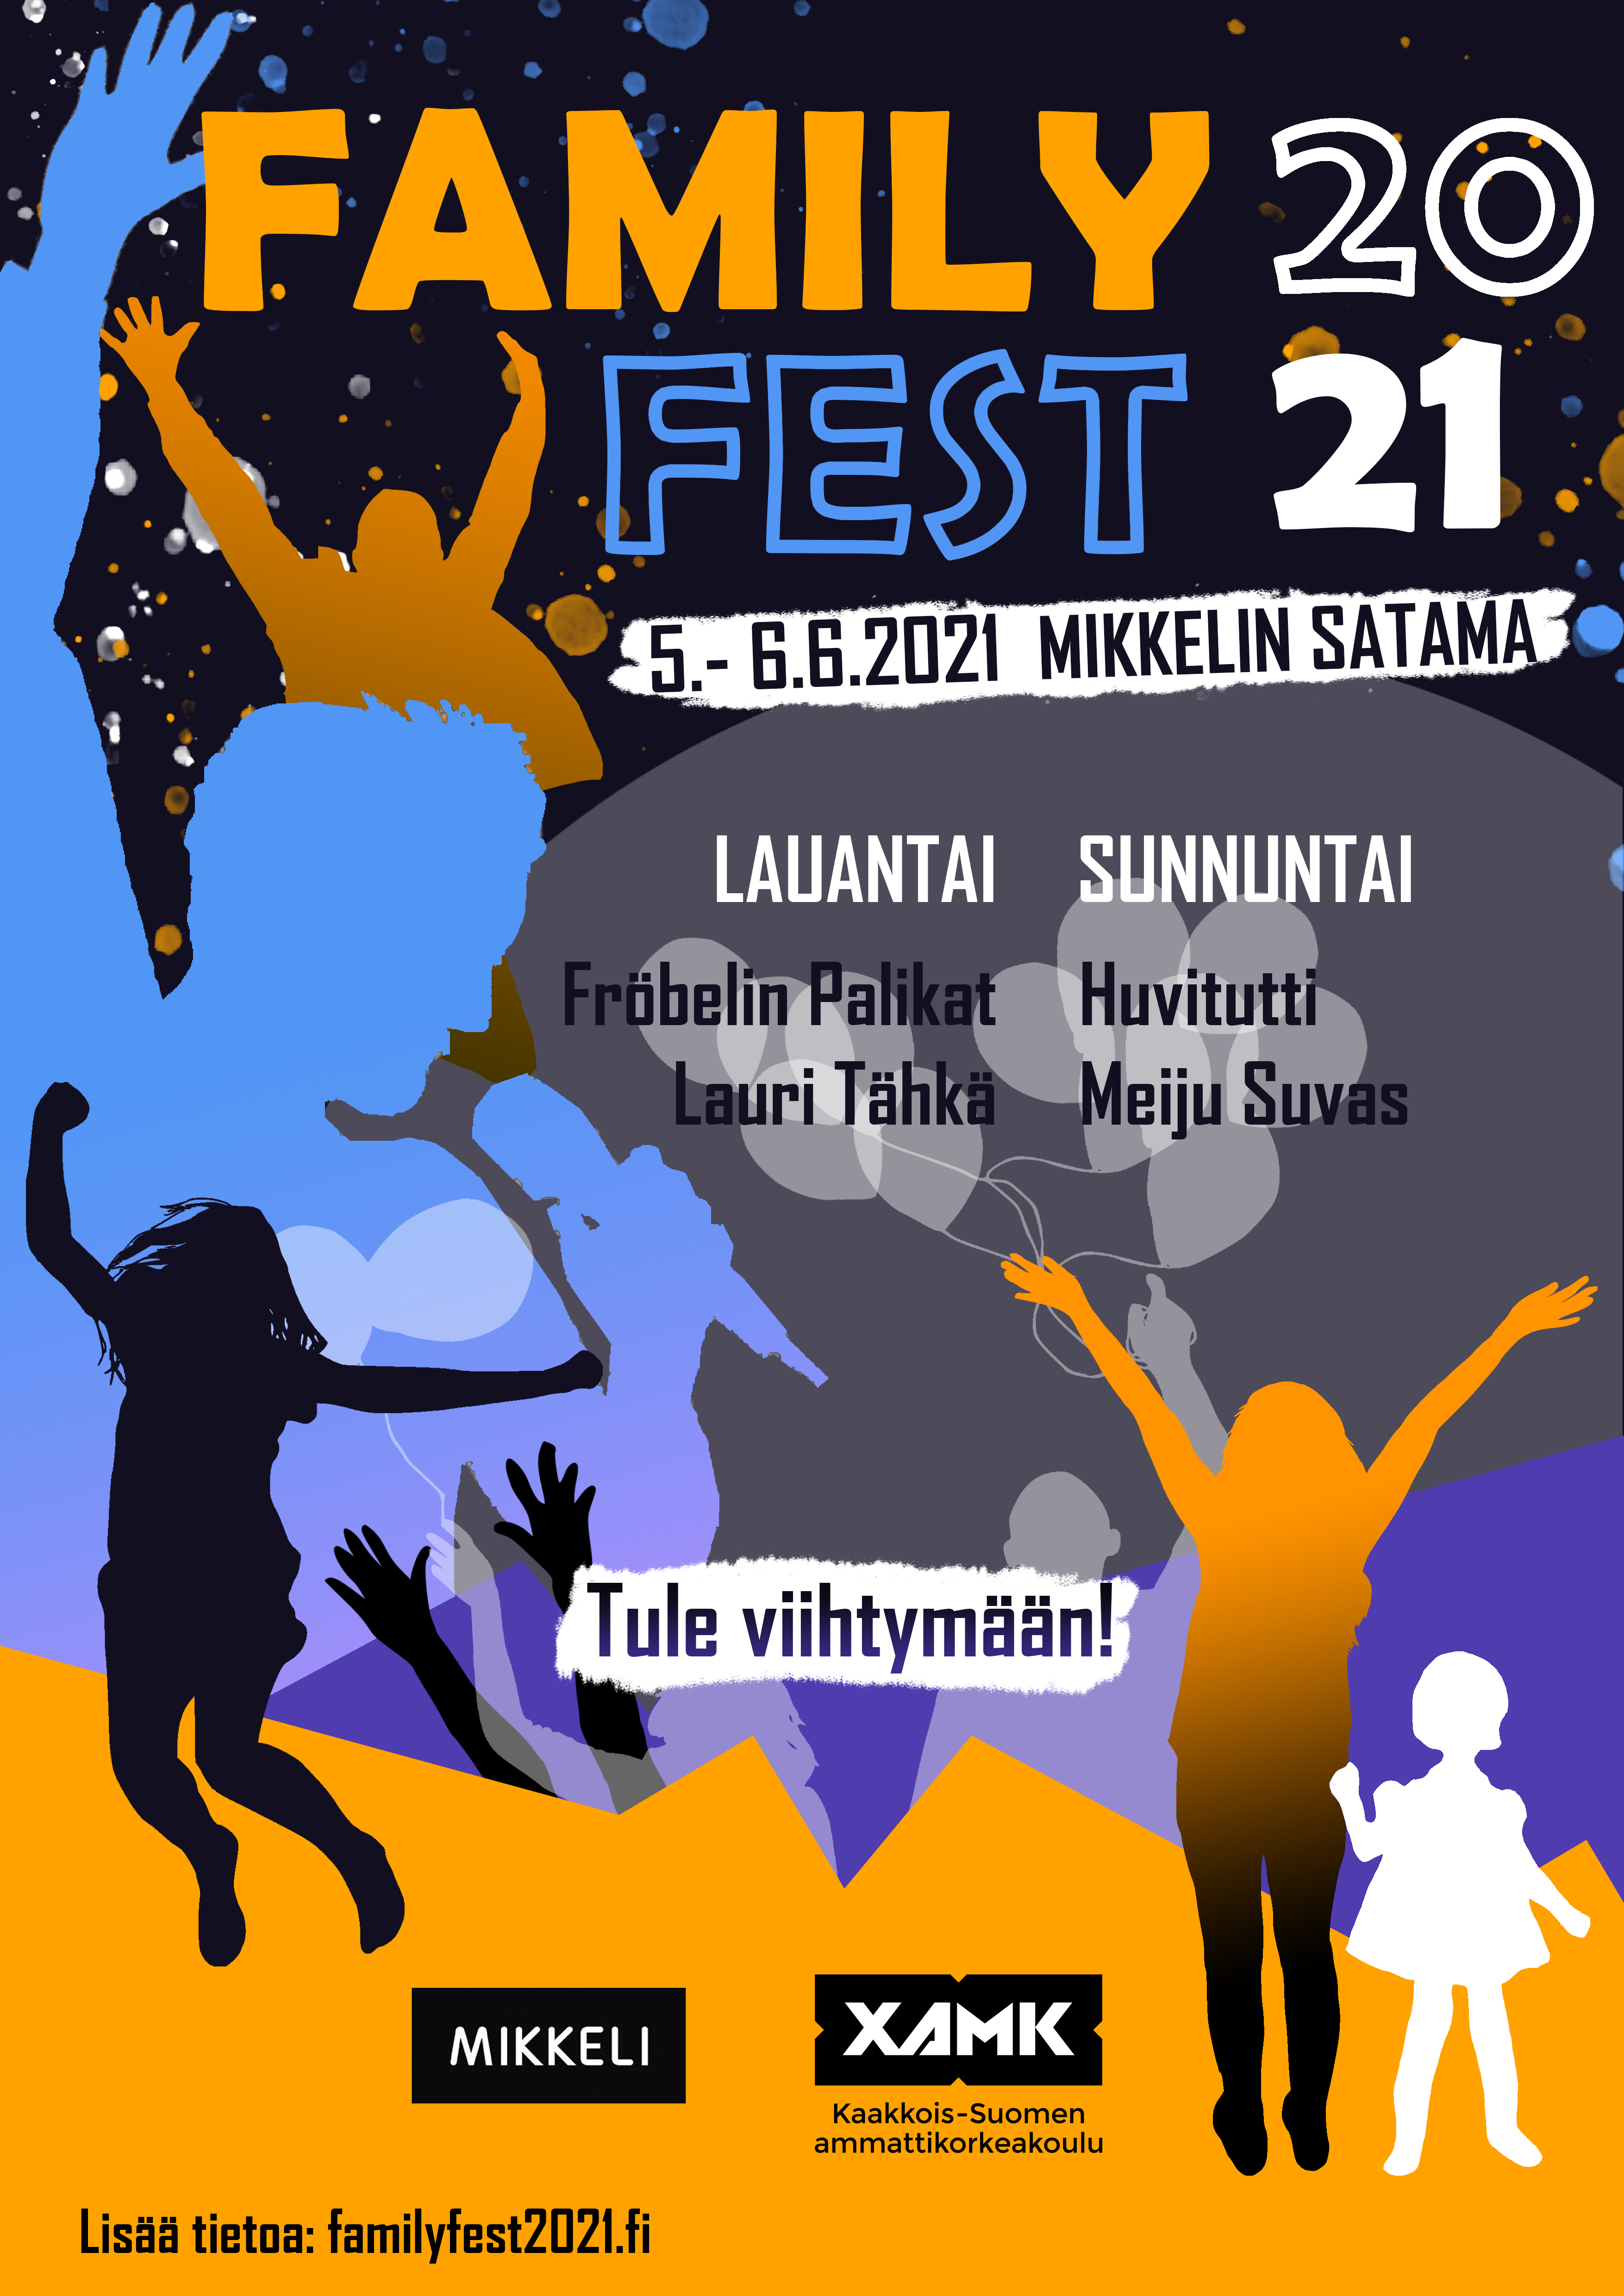 FAMILY 20
FEST 21
5.- 6.6.2021 MIKKELIN SATAMA
LAUANTAI
Fröbelin Palikat
Lauri Tähkä
SUNNUNTAI
Huvitutti
Meiju Suvas
Tule viihtymään!
MIKKELI
XAMK
Kaakkois-Suomen
ammattikorkeakoulu
Lisää tietoa: familyfest2021.fi